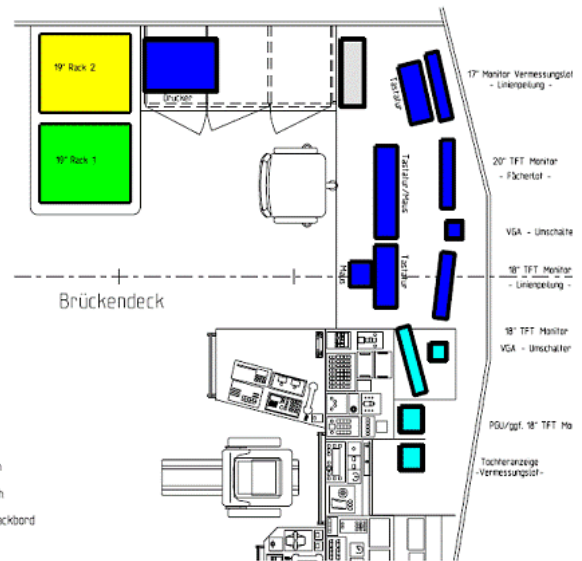 19" Rack 2
Drucker
Tastatur
17" Monitor Vermessungslot
- Linienpeilung -
19" Rack 1
Tastatur/Maus
20" TFT Monitor
- Fächerlot -
VGA - Umschalte
Maus
Tastatur
18" TFT Monitor
- Linienpeilung -
Brückendeck
18" TFT Monitor
VGA - Umschalter
PGU/ggf. 18" TFT Mo
Tochteranzeige
-Vermessungslot-
n
h
ackbord